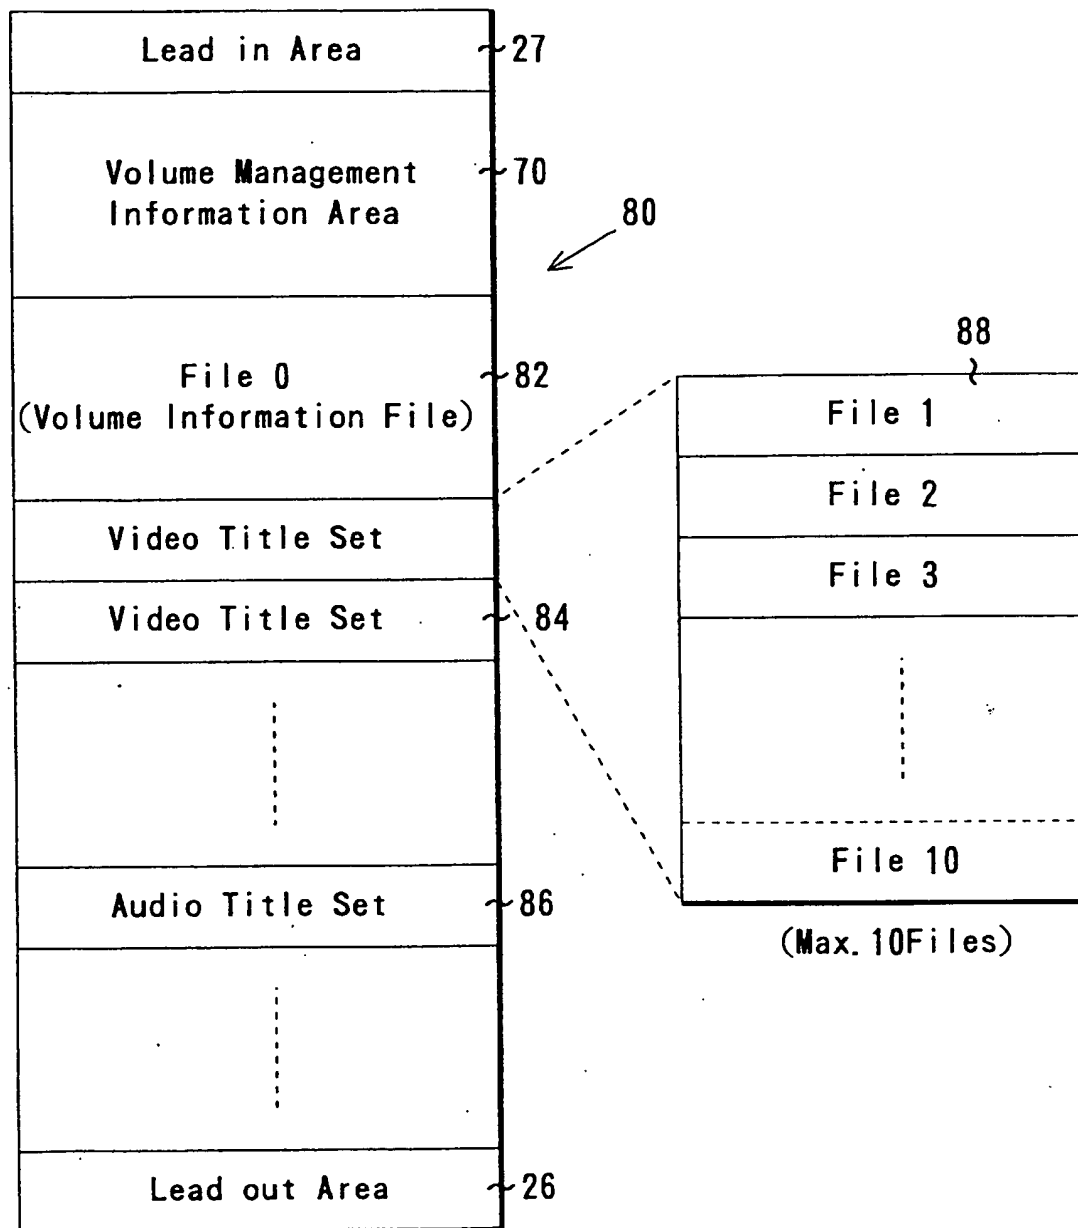 Lead in Area 27
Volume Management 70
Information Area
80
File 0 82
(Volume Information File)
Video Title Set
Video Title Set 84
Audio Title Set 86
Lead out Area 26
88
File 1
File 2
File 3
File 10
(Max. 10Files)